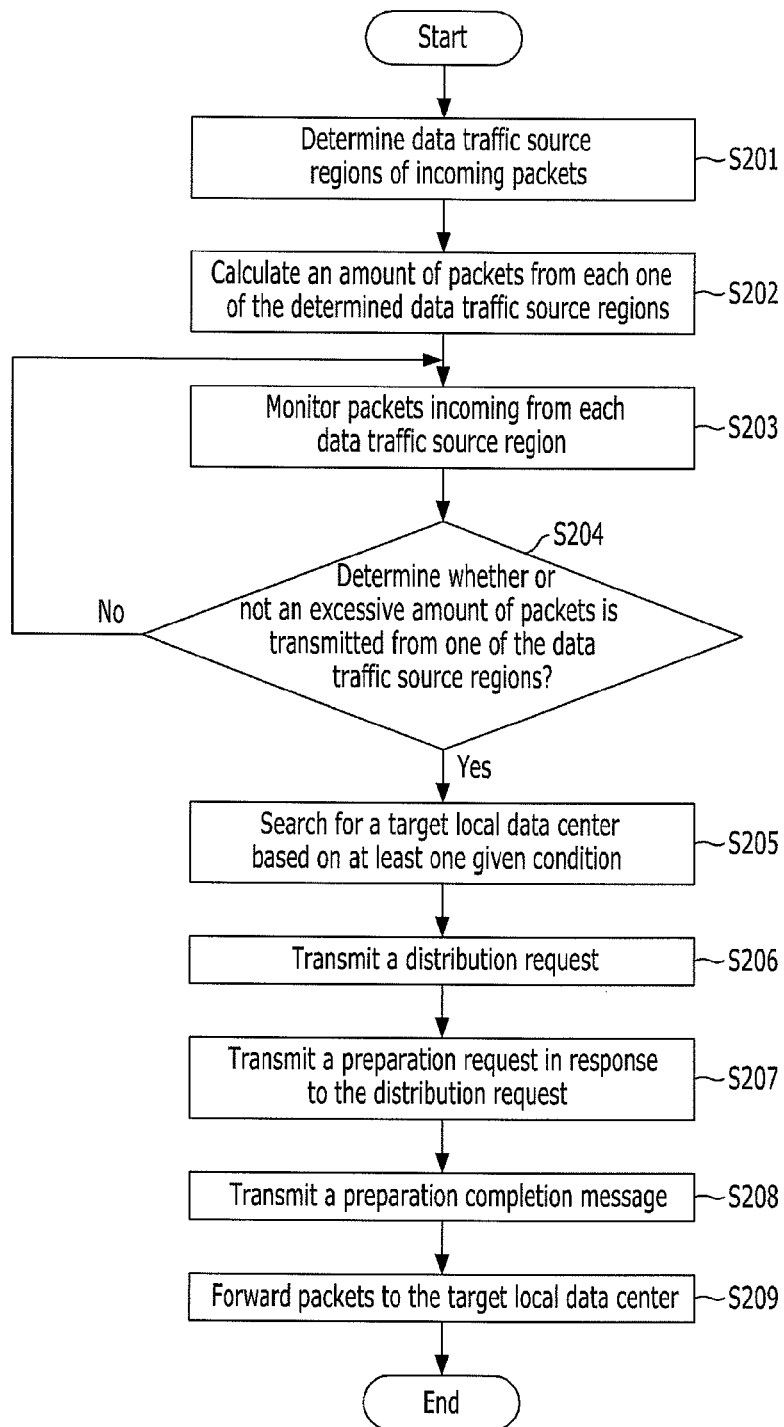 Start
Determine data traffic source
regions of incoming packets
S201
Calculate an amount of packets from each one
of the determined data traffic source regions
S202
Monitor packets incoming from each
data traffic source region
S203
S204
Determine whether or
not an excessive amount of packets is
transmitted from one of the data
traffic source regions?
No
Yes
Search for a target local data center
based on at least one given condition
S205
Transmit a distribution request
S206
Transmit a preparation request in response
to the distribution request
S207
Transmit a preparation completion message
S208
Forward packets to the target local data center
S209
End